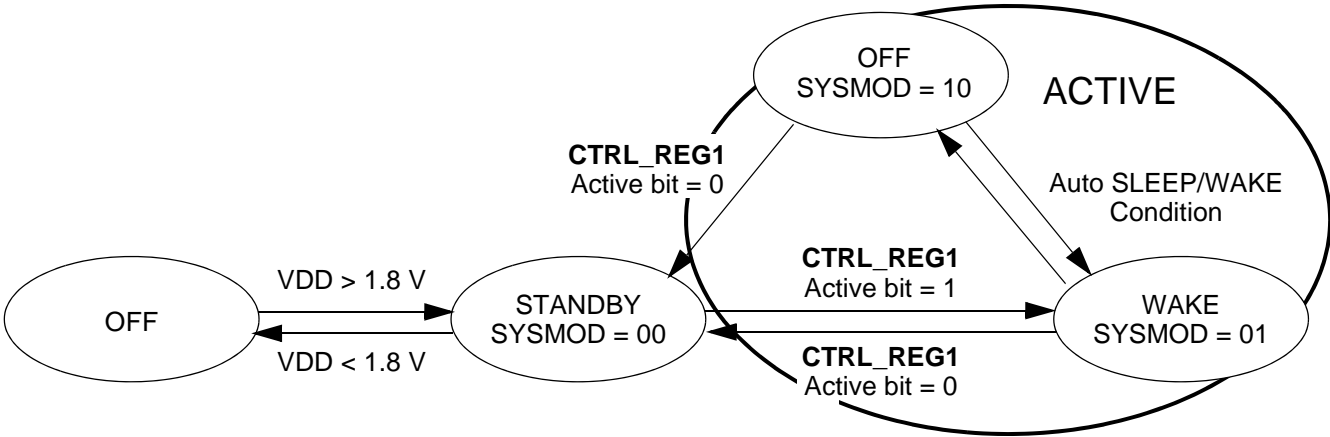 OFF
SYSMOD = 10
ACTIVE
CTRL_REG1
Active bit = 0
Auto SLEEP/WAKE
Condition
VDD > 1.8 V
CTRL_REG1
Active bit = 1
OFF
STANDBY
SYSMOD = 00
WAKE
SYSMOD = 01
VDD < 1.8 V
CTRL_REG1
Active bit = 0